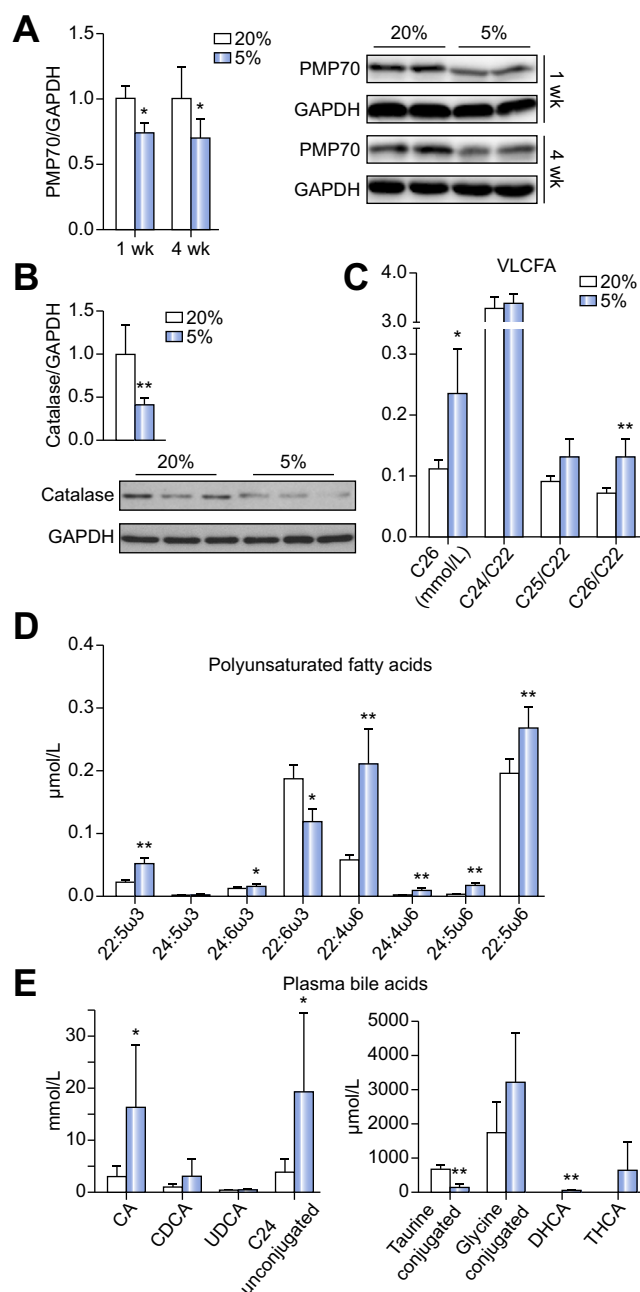 A
20%
5%
PMP70/GAPDH
1.5
1.0
0.5
0.0
*
*
1 wk
4 wk
20%
5%
PMP70
GAPDH
1 wk
PMP70
GAPDH
4 wk
B
20%
5%
Catalase/GAPDH
1.5
1.0
0.5
0.0
**
20%
5%
Catalase
GAPDH
C
VLCFA
20%
5%
4.0
3.0
0.3
0.2
0.1
0.0
*
**
C26
(mmol/L)
C24/C22
C25/C22
C26/C22
D
Polyunsaturated fatty acids
µmol/L
0.4
0.3
0.2
0.1
0.0
**
*
*
**
**
**
**
22:5ω3
24:5ω3
24:6ω3
22:6ω3
22:4ω6
24:4ω6
24:5ω6
22:5ω6
E
Plasma bile acids
mmol/L
30
20
10
5
0
*
*
CA
CDCA
UDCA
C24
unconjugated
µmol/L
5000
4000
3000
2000
1000
0
**
**
Taurine
conjugated
Glycine
conjugated
DHCA
THCA